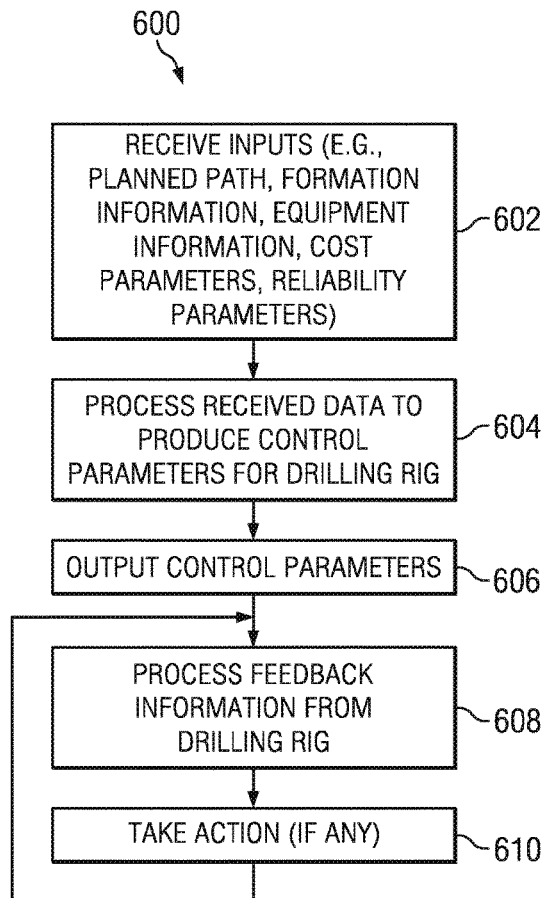 600
RECEIVE INPUTS (E.G.,
PLANNED PATH, FORMATION
INFORMATION, EQUIPMENT
INFORMATION, COST
PARAMETERS, RELIABILITY
PARAMETERS)
602
PROCESS RECEIVED DATA TO
PRODUCE CONTROL
PARAMETERS FOR DRILLING RIG
604
OUTPUT CONTROL PARAMETERS
606
PROCESS FEEDBACK
INFORMATION FROM
DRILLING RIG
608
TAKE ACTION (IF ANY)
610